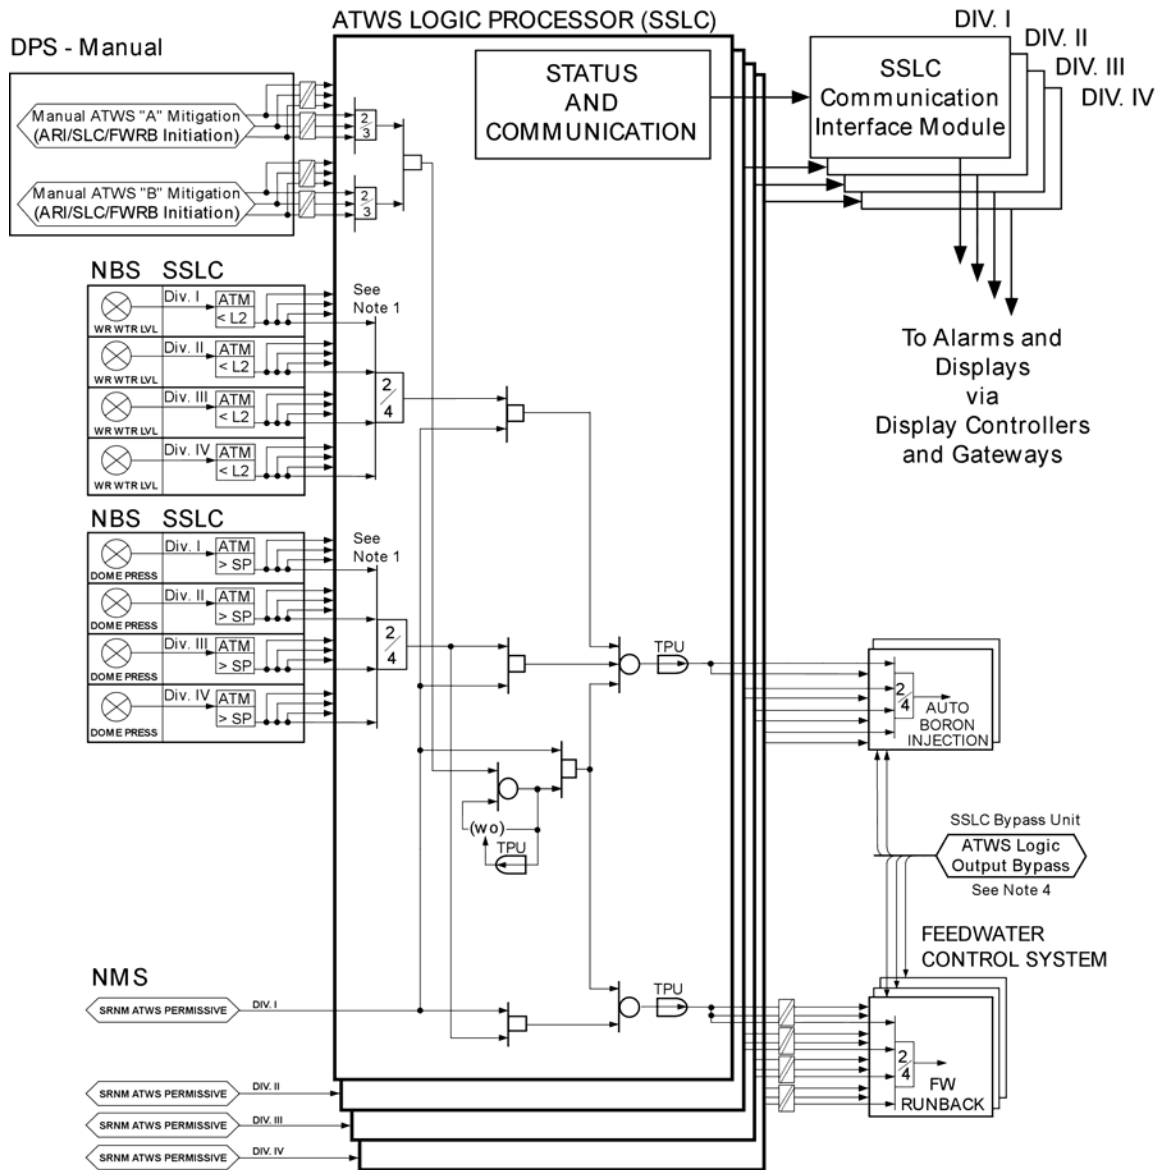 ATWS LOGIC PROCESSOR (SSLC)
DPS - Manual
Manual ATWS "A" Mitigation
(ARI/SLC/FWRB Initiation)
Manual ATWS "B" Mitigation
(ARI/SLC/FWRB Initiation)
2
3
2
3
STATUS
AND
COMMUNICATION
DIV. I
DIV. II
DIV. III
DIV. IV
SSLC
Communication
Interface Module
To Alarms and
Displays
via
Display Controllers
and Gateways
NBS SSLC
Div. I
ATM
< L2
WR WTR LVL
Div. II
ATM
< L2
WR WTR LVL
Div. III
ATM
< L2
WR WTR LVL
Div. IV
ATM
< L2
WR WTR LVL
See
Note 1
2
4
NBS SSLC
Div. I
ATM
> SP
DOME PRESS
Div. II
ATM
> SP
DOME PRESS
Div. III
ATM
> SP
DOME PRESS
Div. IV
ATM
> SP
DOME PRESS
See
Note 1
2
4
TPU
(wo)
TPU
2
4
AUTO
BORON
INJECTION
SSLC Bypass Unit
ATWS Logic
Output Bypass
See Note 4
FEEDWATER
CONTROL SYSTEM
TPU
2
4
FW
RUNBACK
NMS
SRNM ATWS PERMISSIVE
DIV. I
SRNM ATWS PERMISSIVE
DIV. II
SRNM ATWS PERMISSIVE
DIV. III
SRNM ATWS PERMISSIVE
DIV. IV